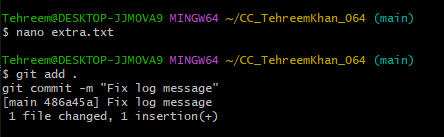 Tehreem@DESKTOP-JJMOVA9 MINGW64 ~/CC_TehreemKhan_064 (main)
$ nano extra.txt
Tehreem@DESKTOP-JJMOVA9 MINGW64 ~/CC_TehreemKhan_064 (main)
$ git add .
git commit -m "Fix log message"
[main 486a45a] Fix log message
 1 file changed, 1 insertion(+)